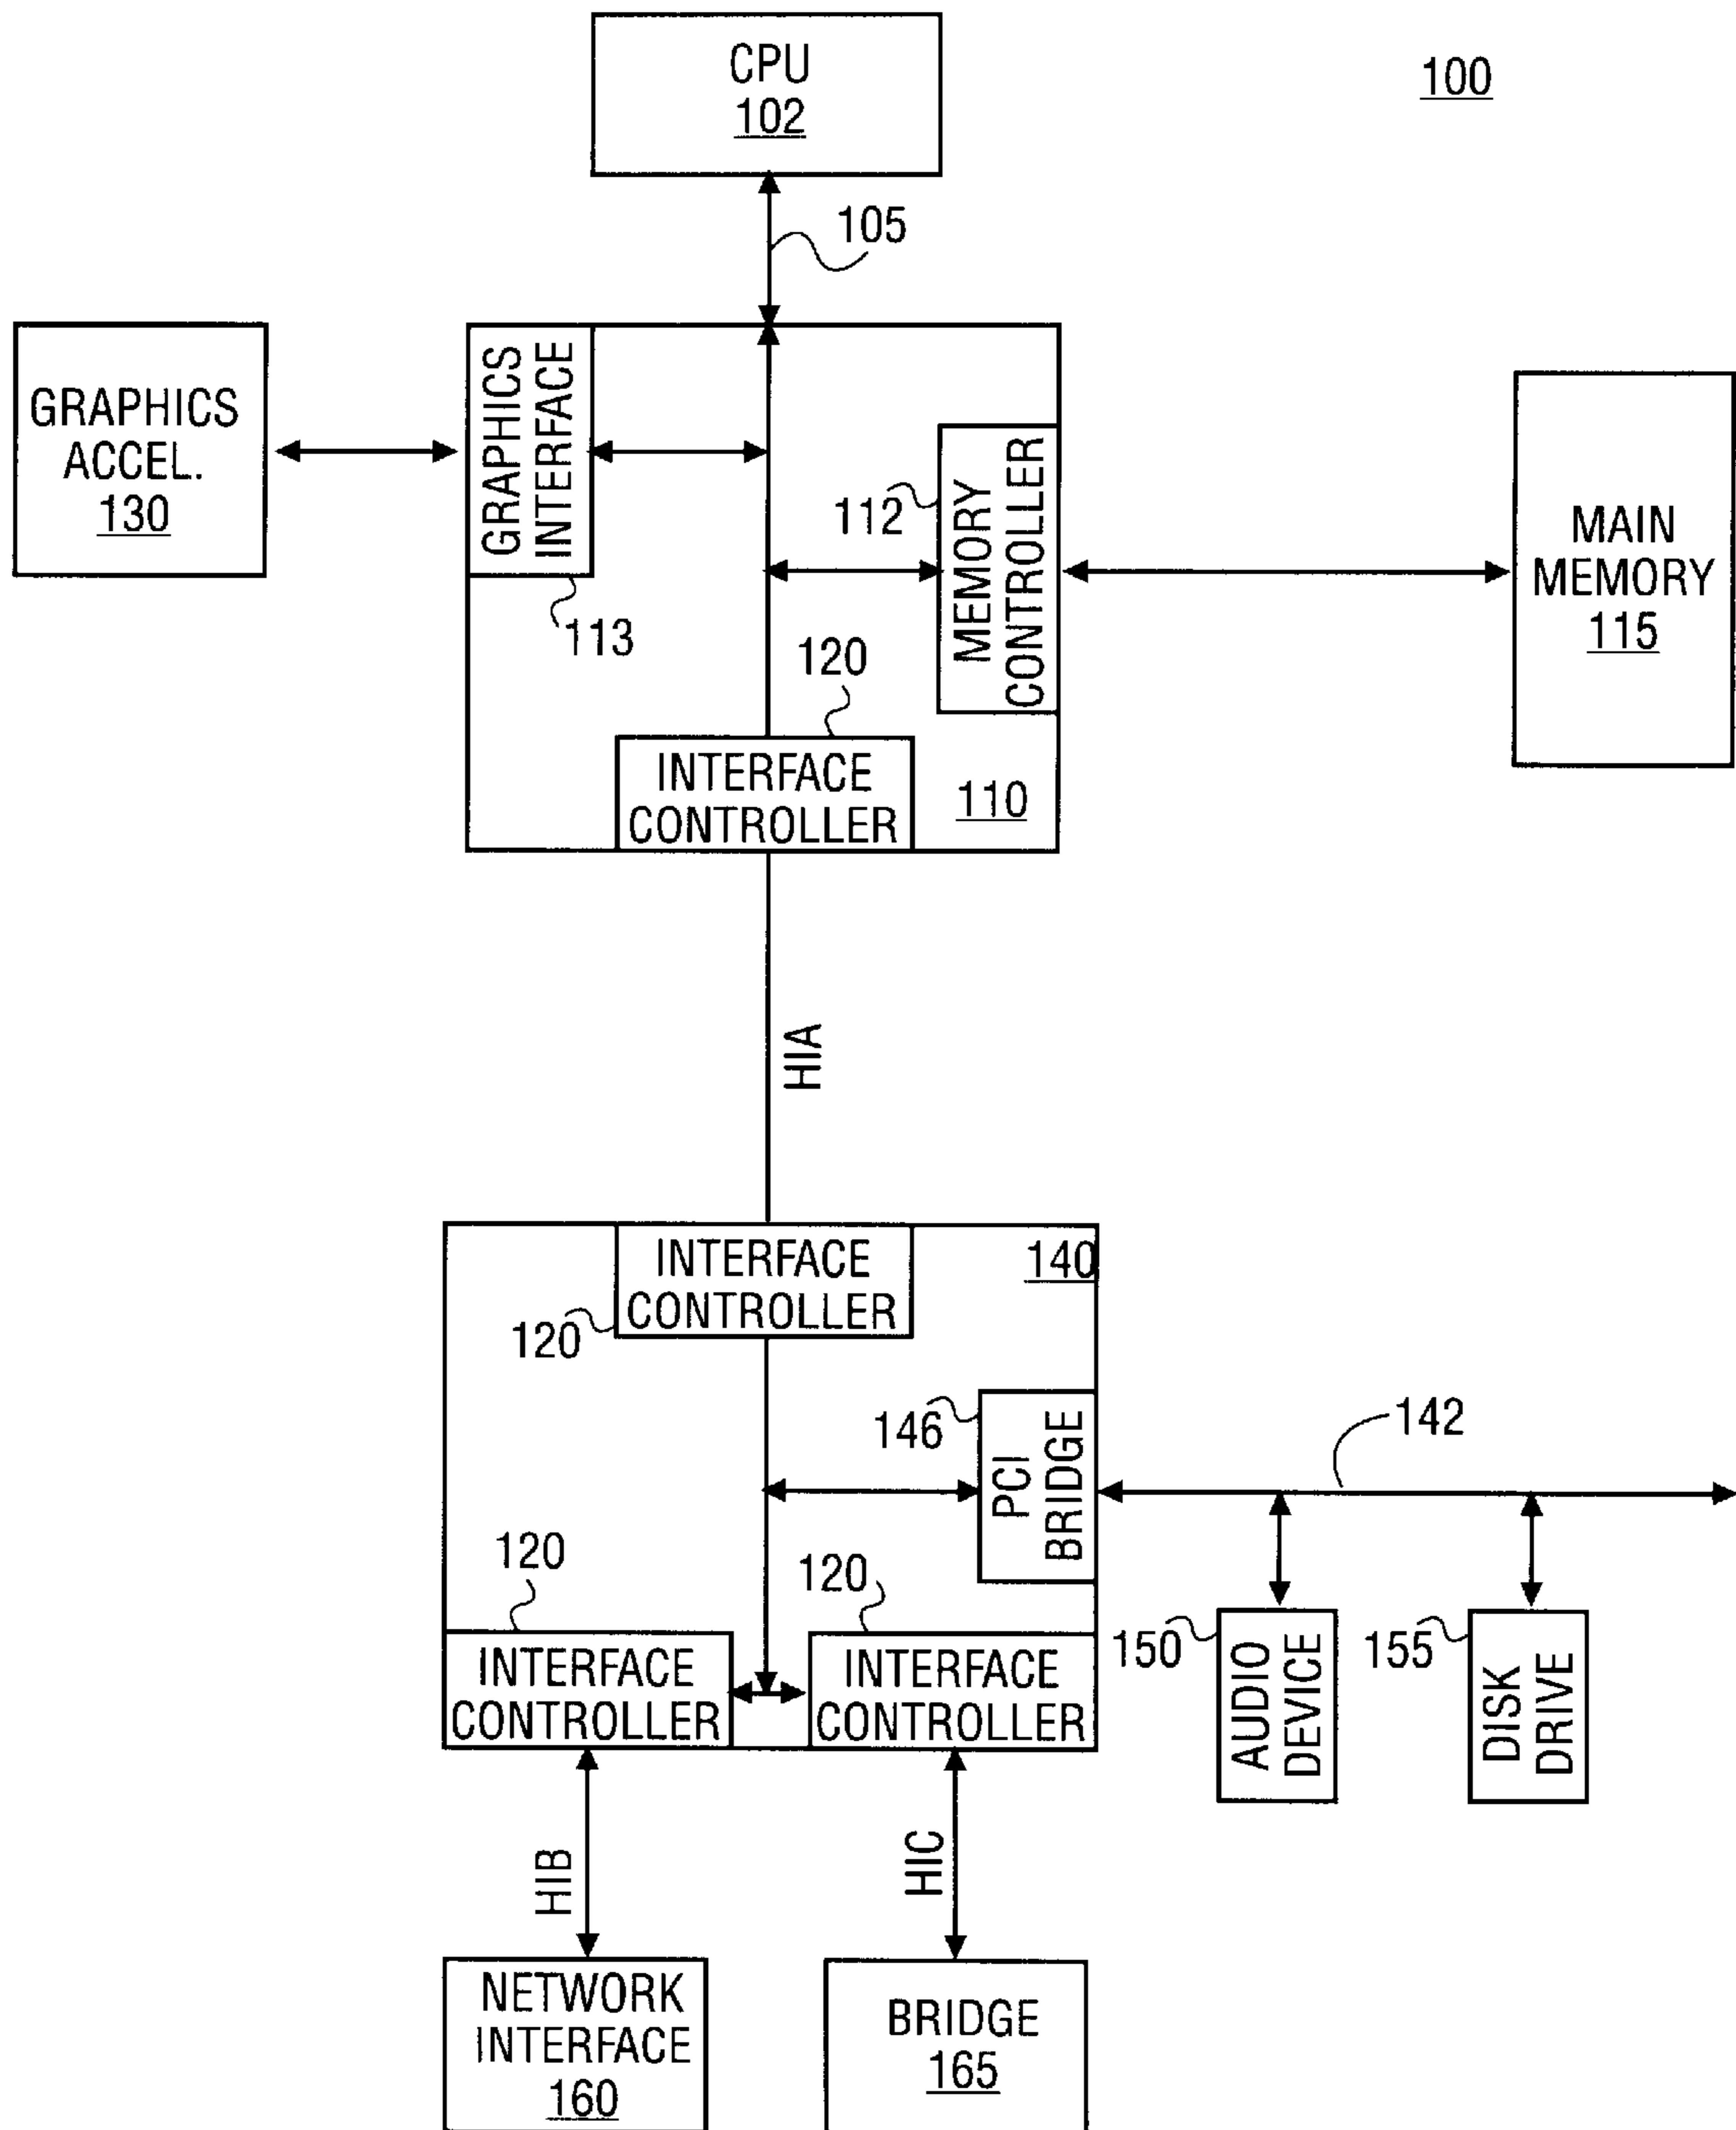 CPU
102
100
105
GRAPHICS
ACCEL.
130
GRAPHICS
INTERFACE
113
112
MEMORY
CONTROLLER
MAIN
MEMORY
115
120
INTERFACE
CONTROLLER
110
HIA
INTERFACE
CONTROLLER
140
120
146
PCI
BRIDGE
142
120
INTERFACE
CONTROLLER
120
INTERFACE
CONTROLLER
150
AUDIO
DEVICE
155
DISK
DRIVE
HIB
HIC
NETWORK
INTERFACE
160
BRIDGE
165